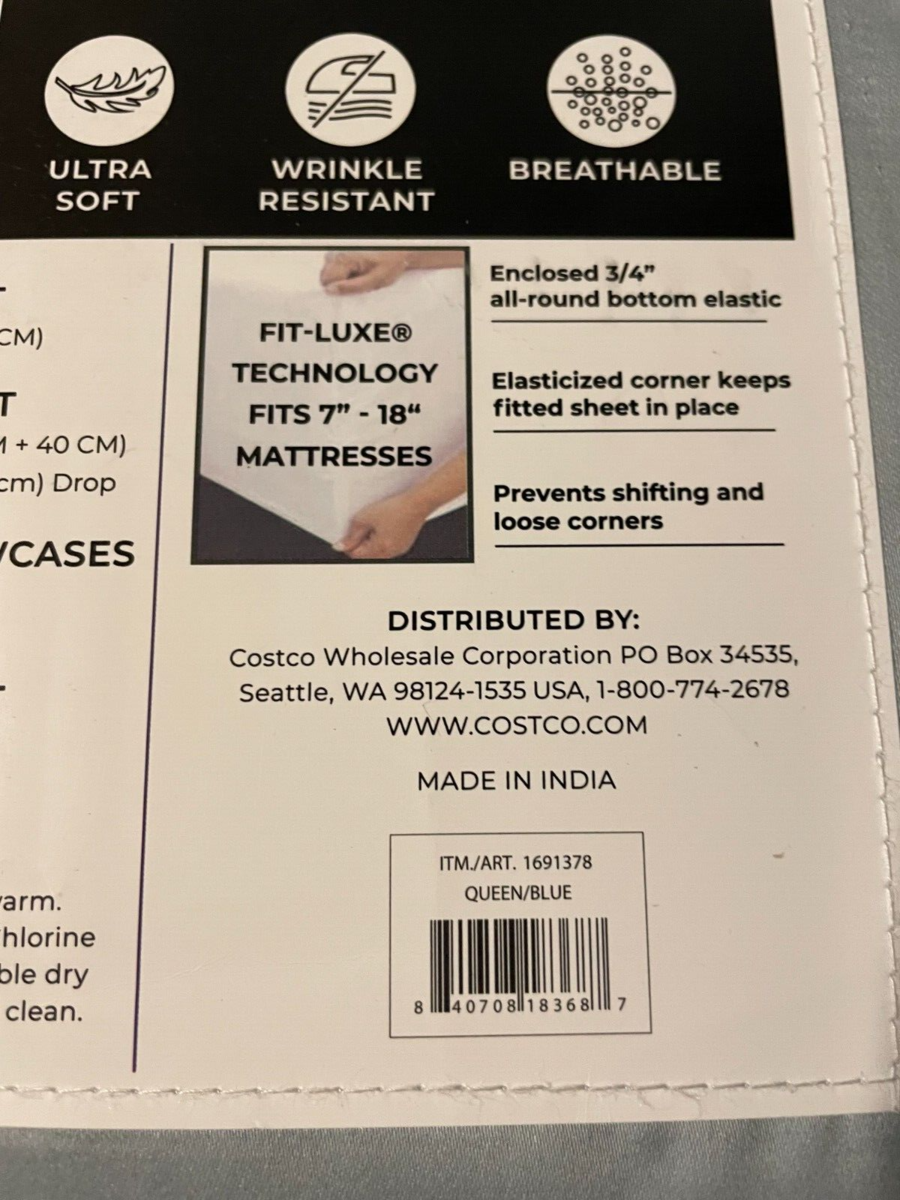 ULTRA
SOFT
WRINKLE
RESISTANT
BREATHABLE
CM)
T
+ 40 CM)
cm) Drop
CASES
arm.
hlorine
ble dry
clean.
FIT-LUXE®
TECHNOLOGY
FITS 7” - 18“
MATTRESSES
Enclosed 3/4”
all-round bottom elastic
Elasticized corner keeps
fitted sheet in place
Prevents shifting and
loose corners
DISTRIBUTED BY:
Costco Wholesale Corporation PO Box 34535,
Seattle, WA 98124-1535 USA, 1-800-774-2678
WWW.COSTCO.COM
MADE IN INDIA
ITM./ART. 1691378
QUEEN/BLUE
8 40708 18368 7